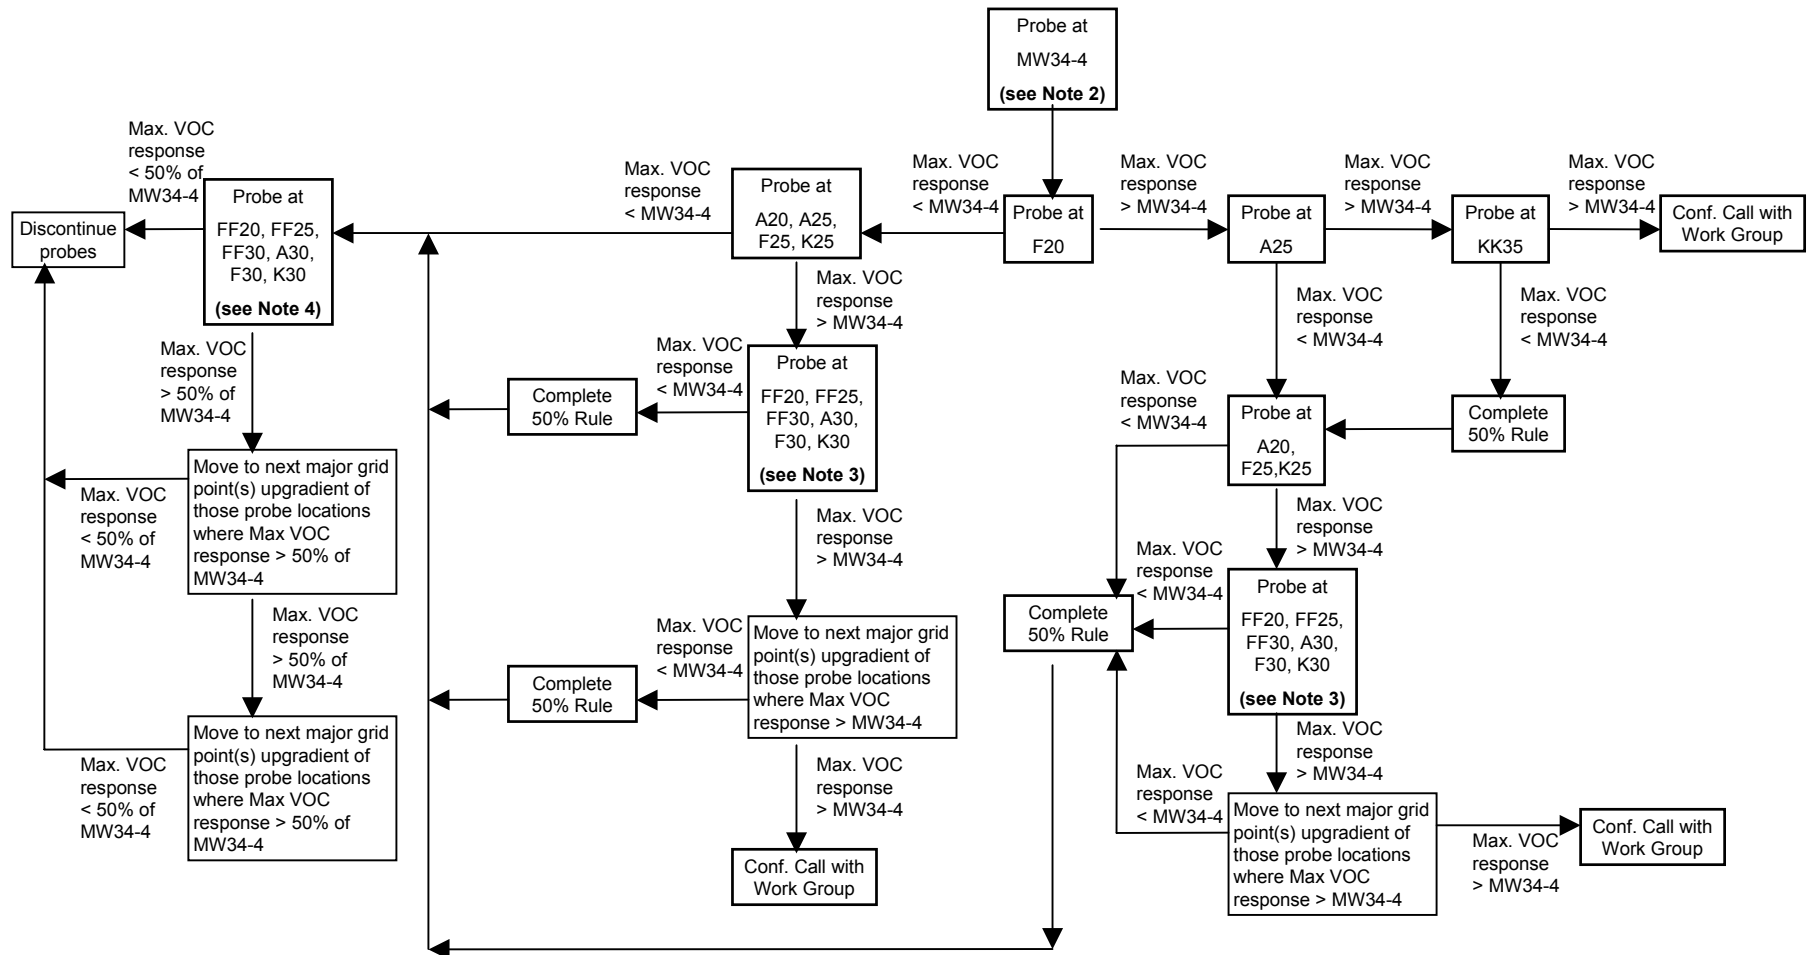 Probe at
MW34-4
(see Note 2)
Max. VOC
response
< 50% of
MW34-4
Discontinue
probes
Probe at
FF20, FF25,
FF30, A30,
F30, K30
(see Note 4)
Max. VOC
response
< MW34-4
Probe at
A20, A25,
F25, K25
Max. VOC
response
< MW34-4
Probe at
F20
Max. VOC
response
> MW34-4
Probe at
A25
Max. VOC
response
> MW34-4
Probe at
KK35
Max. VOC
response
> MW34-4
Conf. Call with
Work Group
Max. VOC
response
> 50% of
MW34-4
Move to next major grid
point(s) upgradient of
those probe locations
where Max VOC
response > 50% of
MW34-4
Max. VOC
response
< 50% of
MW34-4
Max. VOC
response
> 50% of
MW34-4
Move to next major grid
point(s) upgradient of
those probe locations
where Max VOC
response > 50% of
MW34-4
Max. VOC
response
< 50% of
MW34-4
Max. VOC
response
> MW34-4
Probe at
FF20, FF25,
FF30, A30,
F30, K30
(see Note 3)
Max. VOC
response
< MW34-4
Complete
50% Rule
Max. VOC
response
> MW34-4
Move to next major grid
point(s) upgradient of
those probe locations
where Max VOC
response > MW34-4
Max. VOC
response
< MW34-4
Complete
50% Rule
Max. VOC
response
> MW34-4
Conf. Call with
Work Group
Max. VOC
response
< MW34-4
Max. VOC
response
< MW34-4
Complete
50% Rule
Probe at
A20,
F25,K25
Max. VOC
response
< MW34-4
Max. VOC
response
> MW34-4
Probe at
FF20, FF25,
FF30, A30,
F30, K30
(see Note 3)
Max. VOC
response
< MW34-4
Complete
50% Rule
Max. VOC
response
> MW34-4
Move to next major grid
point(s) upgradient of
those probe locations
where Max VOC
response > MW34-4
Max. VOC
response
< MW34-4
Max. VOC
response
> MW34-4
Conf. Call with
Work Group